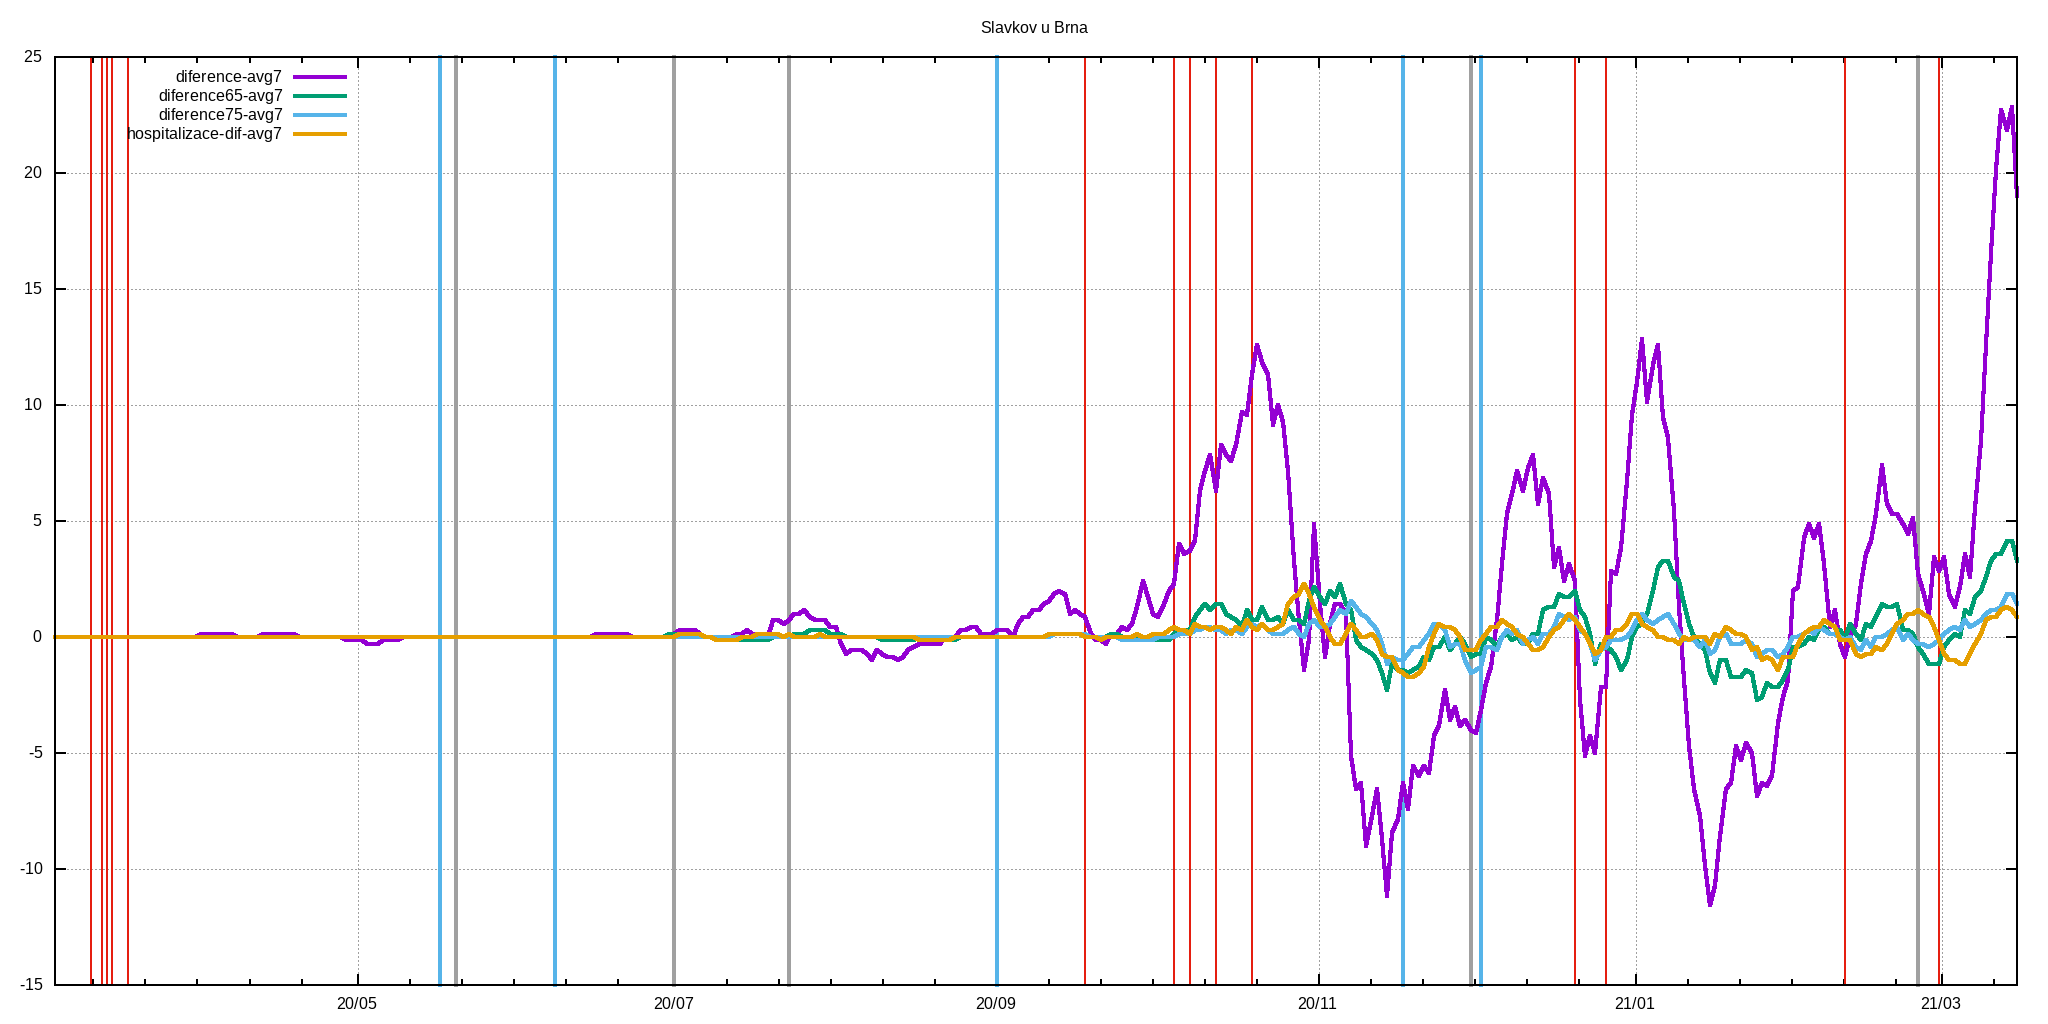 Slavkov u Brna
25
20
15
10
5
0
-5
-10
-15
diference-avg7
diference65-avg7
diference75-avg7
hospitalizace-dif-avg7
20/05 20/07 20/09 20/11 21/01 21/03